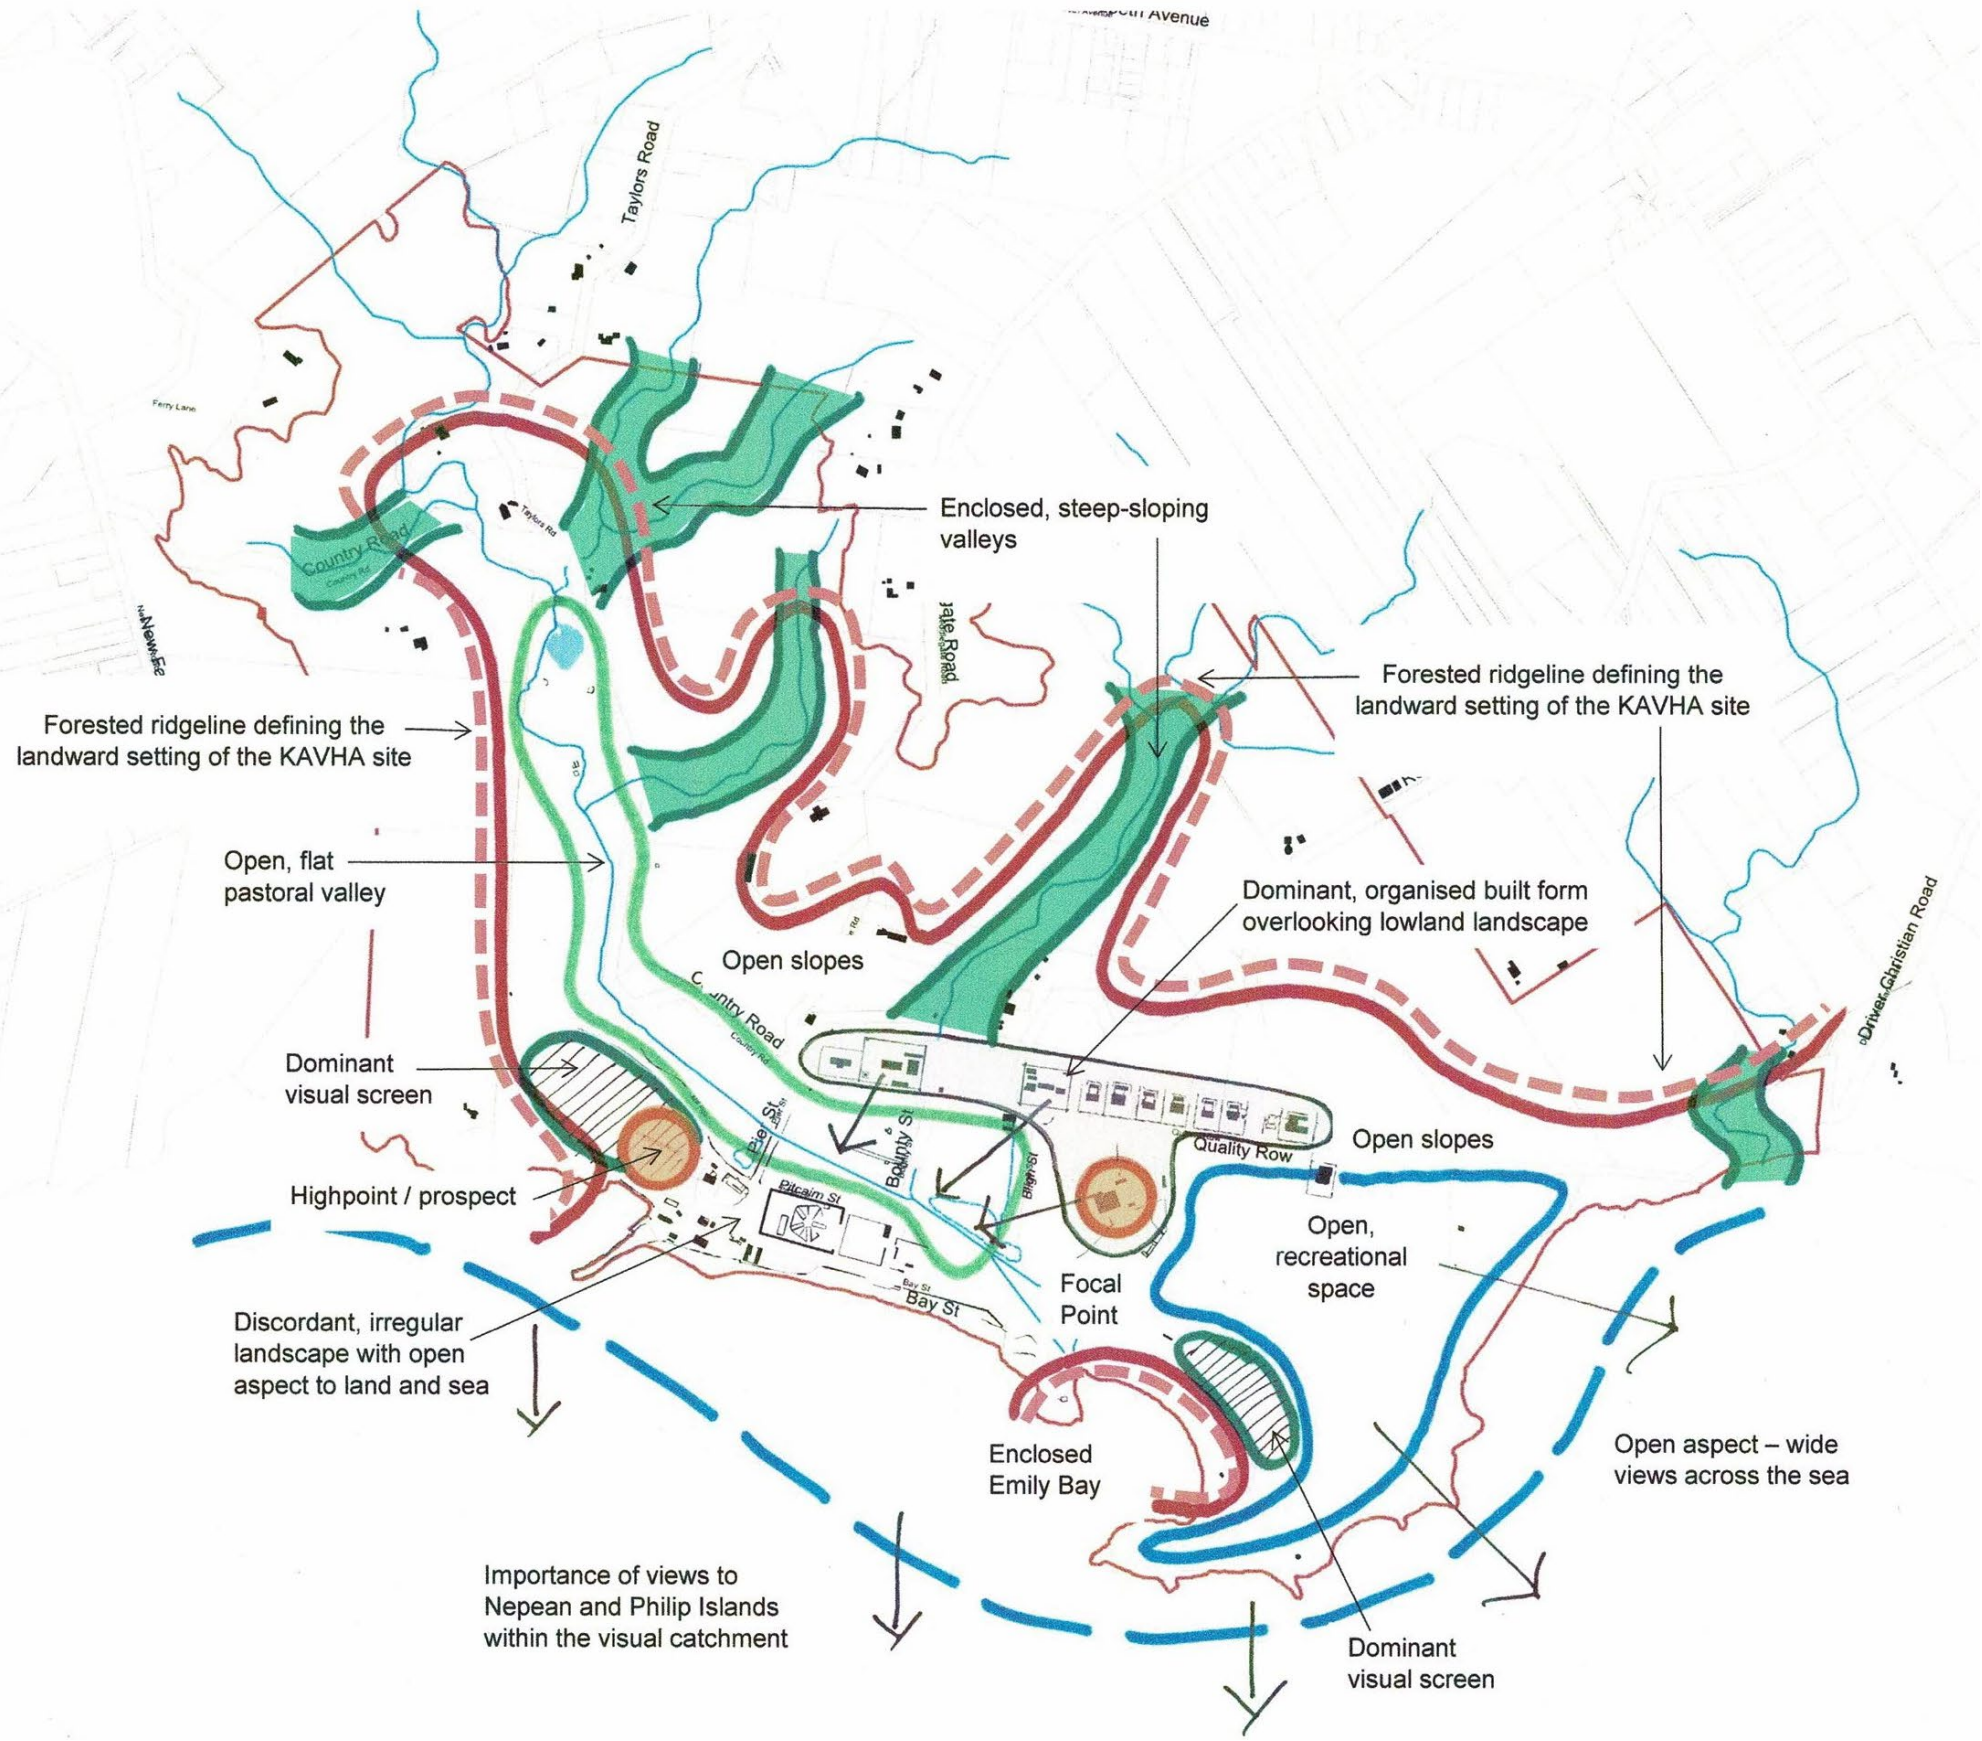 Avenue
Taylors Road
Ferry Lane
Enclosed, steep-sloping
valleys
Taylors Rd
Country Road
Country Rd
Forested ridgeline defining the
landward setting of the KAVHA site
Forested ridgeline defining the
landward setting of the KAVHA site
Open, flat
pastoral valley
Dominant, organised built form
overlooking lowland landscape
Driver Christian Road
Open slopes
Country Road
Country Rd
Dominant
visual screen
Pier St
Bounty St
Bligh St
Quality Row
Open slopes
Highpoint / prospect
Pitcairn St
Open,
recreational
space
Focal
Point
Bay St
Bay St
Discordant, irregular
landscape with open
aspect to land and sea
Enclosed
Emily Bay
Open aspect – wide
views across the sea
Importance of views to
Nepean and Philip Islands
within the visual catchment
Dominant
visual screen